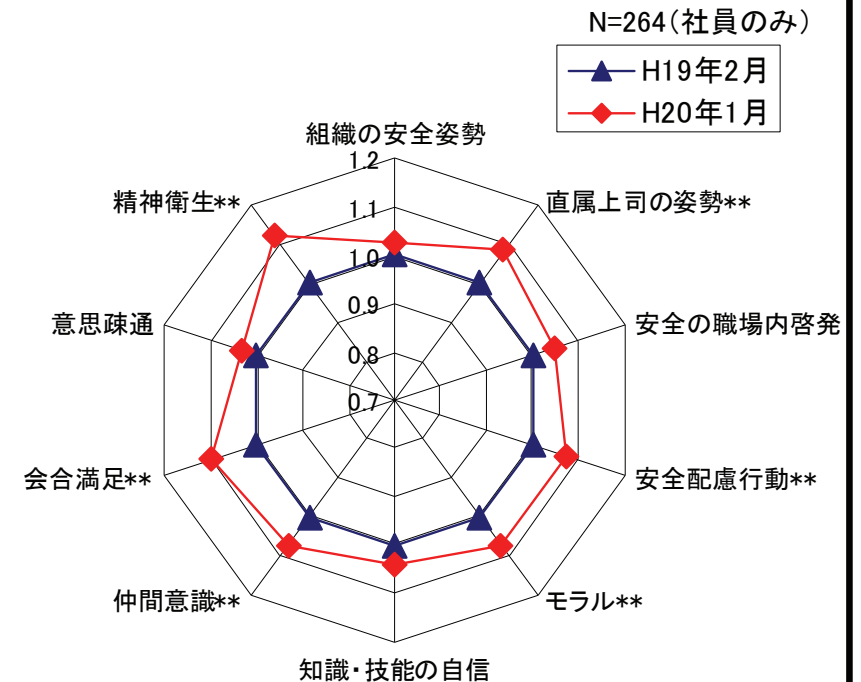 N=264(社員のみ)
H19年2月
H20年1月
組織の安全姿勢
1.2
精神衛生**
直属上司の姿勢**
1.1
1.0
意思疎通
安全の職場内啓発
0.9
0.8
0.7
会合満足**
安全配慮行動**
仲間意識**
モラル**
知識・技能の自信